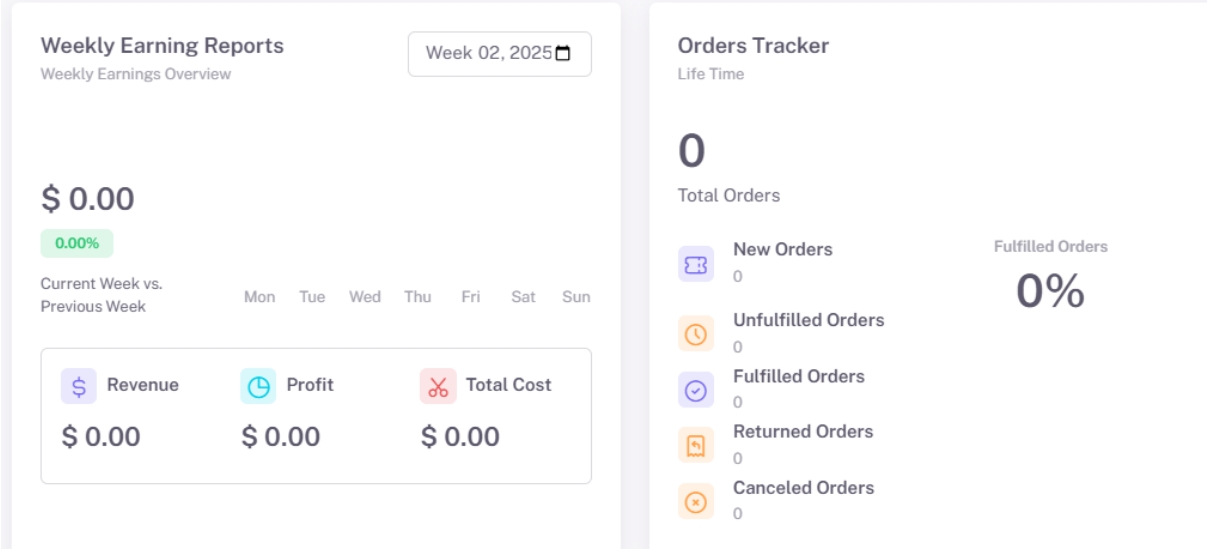 Weekly Earning Reports
Weekly Earnings Overview
Week 02, 2025
$ 0.00
0.00%
Current Week vs.
Previous Week
Mon Tue Wed Thu Fri Sat Sun
Revenue
$ 0.00
Profit
$ 0.00
Total Cost
$ 0.00
Orders Tracker
Life Time
0
Total Orders
New Orders
0
Unfulfilled Orders
0
Fulfilled Orders
0
Returned Orders
0
Canceled Orders
0
Fulfilled Orders
0%